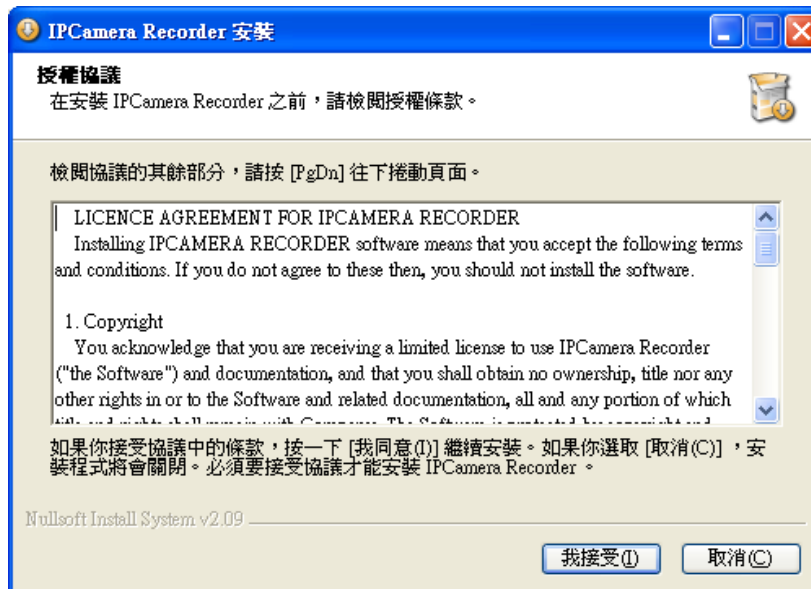 IPCamera Recorder 安裝
授權協議
在安裝 IPCamera Recorder 之前，請檢閱授權條款。
檢閱協議的其餘部分，請按 [PgDn] 往下捲動頁面。
LICENCE AGREEMENT FOR IPCAMERA RECORDER
Installing IPCAMERA RECORDER software means that you accept the following terms
and conditions. If you do not agree to these then, you should not install the software.
1. Copyright
You acknowledge that you are receiving a limited license to use IPCamera Recorder
("the Software") and documentation, and that you shall obtain no ownership, title nor any
other rights in or to the Software and related documentation, all and any portion of which
如果你接受協議中的條款，按一下 [我同意(I)] 繼續安裝。如果你選取 [取消(C)] ，安
裝程式將會關閉。必須要接受協議才能安裝 IPCamera Recorder。
Nullsoft Install System v2.09
我接受(I)
取消(C)